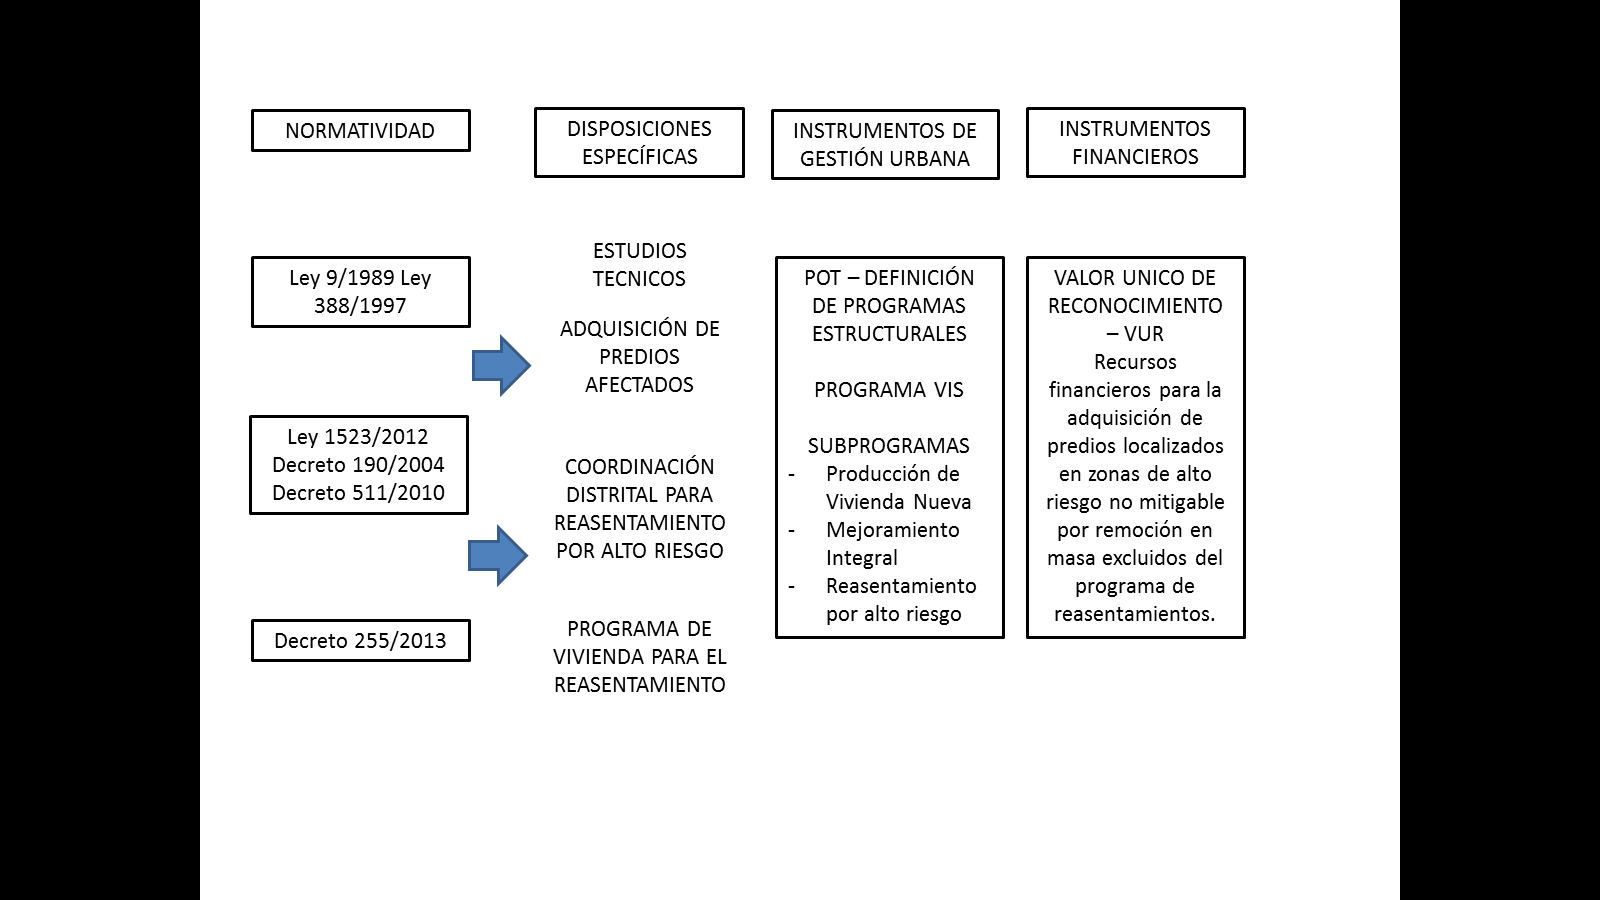 NORMATIVIDAD
DISPOSICIONES
ESPECÍFICAS
INSTRUMENTOS DE
GESTIÓN URBANA
INSTRUMENTOS
FINANCIEROS
Ley 9/1989 Ley
388/1997
Ley 1523/2012
Decreto 190/2004
Decreto 511/2010
Decreto 255/2013
ESTUDIOS
TECNICOS
ADQUISICIÓN DE
PREDIOS
AFECTADOS
COORDINACIÓN
DISTRITAL PARA
REASENTAMIENTO
POR ALTO RIESGO
PROGRAMA DE
VIVIENDA PARA EL
REASENTAMIENTO
POT – DEFINICIÓN
DE PROGRAMAS
ESTRUCTURALES
PROGRAMA VIS
SUBPROGRAMAS
- Producción de
Vivienda Nueva
- Mejoramiento
Integral
- Reasentamiento
por alto riesgo
VALOR UNICO DE
RECONOCIMIENTO
– VUR
Recursos
financieros para la
adquisición de
predios localizados
en zonas de alto
riesgo no mitigable
por remoción en
masa excluidos del
programa de
reasentamientos.